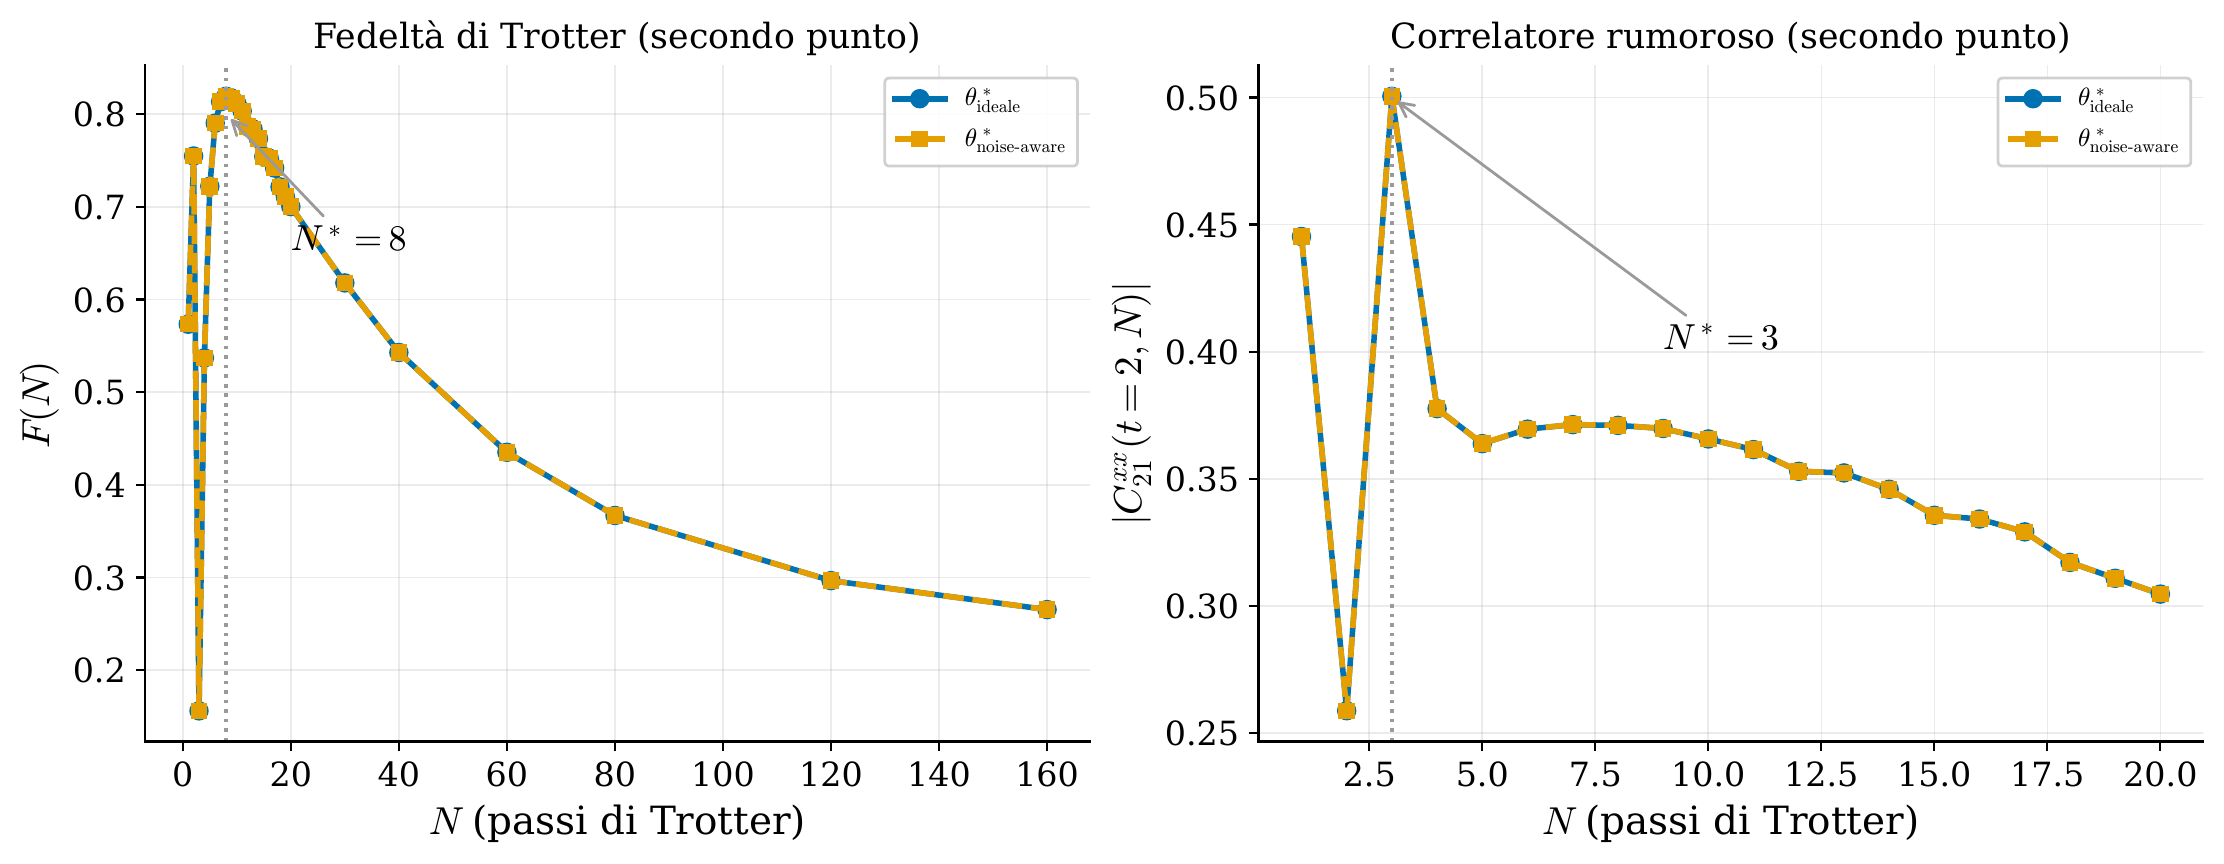 Fedeltà di Trotter (secondo punto)
F(N)
0.8
0.7
0.6
0.5
0.4
0.3
0.2
θ*ideale
θ*noise-aware
N* = 8
0 20 40 60 80 100 120 140 160
N (passi di Trotter)
Correlatore rumoroso (secondo punto)
|C^{xx}_{21}(t = 2, N)|
0.50
0.45
0.40
0.35
0.30
0.25
θ*ideale
θ*noise-aware
N* = 3
2.5 5.0 7.5 10.0 12.5 15.0 17.5 20.0
N (passi di Trotter)